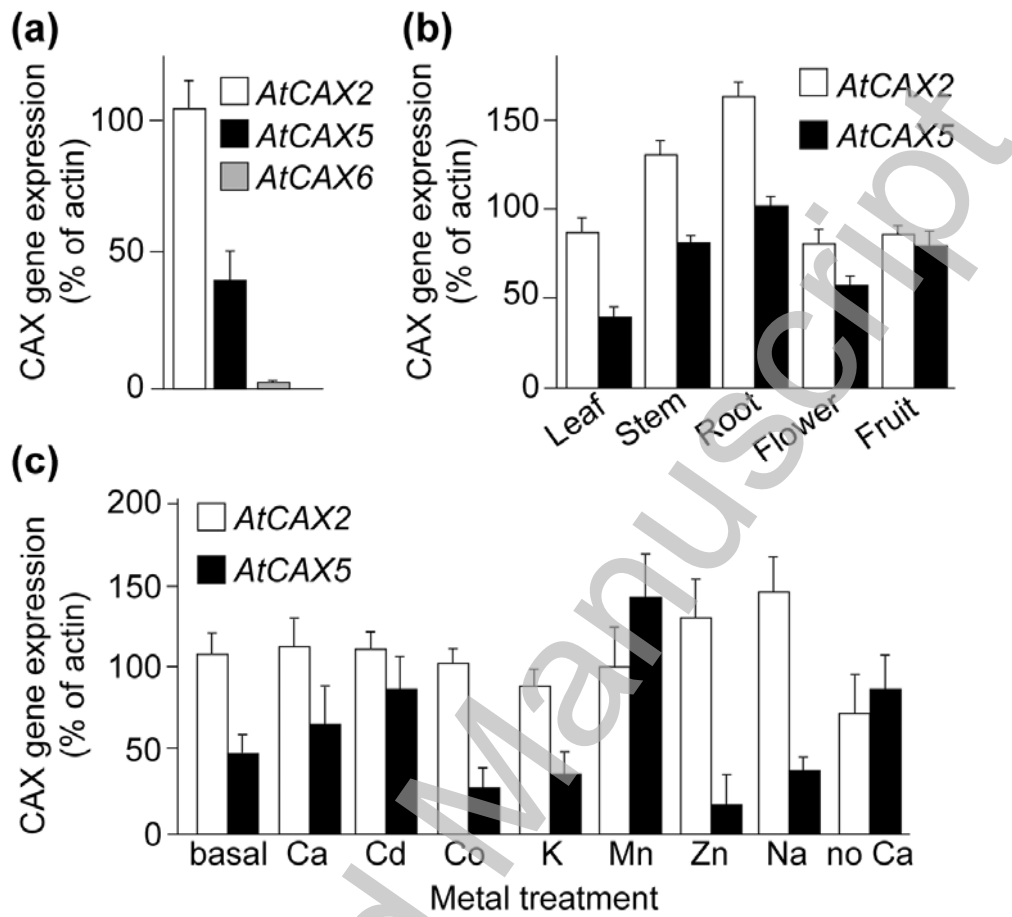 (a)
CAX gene expression
(% of actin)
100
50
0
AtCAX2
AtCAX5
AtCAX6
(b)
CAX gene expression
(% of actin)
150
100
50
0
AtCAX2
AtCAX5
Leaf
Stem
Root
Flower
Fruit
(c)
CAX gene expression
(% of actin)
200
150
100
50
0
AtCAX2
AtCAX5
basal Ca Cd Co K Mn Zn Na no Ca
Metal treatment
d Manuscript